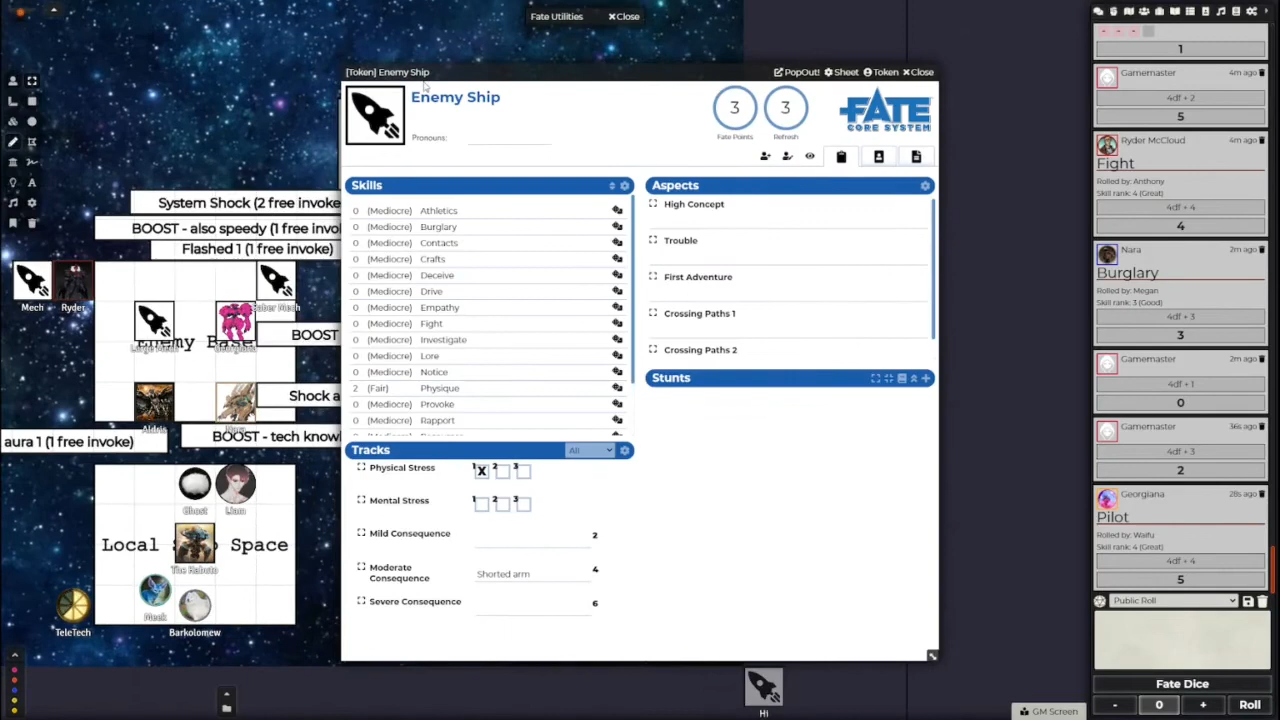 Fate Utilities
Close
[Token] Enemy Ship
PopOut!
Sheet
Token
Close
Enemy Ship
Pronouns:
3
Fate Points
3
Refresh
FATE
CORE SYSTEM
Skills
0 (Mediocre) Athletics
0 (Mediocre) Burglary
0 (Mediocre) Contacts
0 (Mediocre) Crafts
0 (Mediocre) Deceive
0 (Mediocre) Drive
0 (Mediocre) Empathy
0 (Mediocre) Fight
0 (Mediocre) Investigate
0 (Mediocre) Lore
0 (Mediocre) Notice
2 (Fair) Physique
0 (Mediocre) Provoke
0 (Mediocre) Rapport
Aspects
High Concept
Trouble
First Adventure
Crossing Paths 1
Crossing Paths 2
Stunts
Tracks
All
Physical Stress 1 X 2 3
Mental Stress 1 2 3
Mild Consequence 2
Moderate
Consequence
Shorted arm
4
Severe Consequence 6
System Shock (2 free invoke
BOOST - also speedy (1 free invo
Flashed 1 (1 free invoke)
Mech
Ryder
Mech
Enemy Base
Georgiana
BOOST
Shock a
Aldris
aura 1 (1 free invoke)
BOOST - tech knowl
Ghost
Liam
Local Space
The Kabuto
Meek
TeleTech
Barkolomew
Hi
1
Gamemaster 4m ago
4df + 2
5
Ryder McCloud 4m ago
Fight
Rolled by: Anthony
Skill rank: 4 (Great)
4df + 4
4
Nara 2m ago
Burglary
Rolled by: Megan
Skill rank: 3 (Good)
4df + 3
3
Gamemaster 2m ago
4df + 1
0
Gamemaster 36s ago
4df + 3
2
Georgiana 28s ago
Pilot
Rolled by: Waifu
Skill rank: 4 (Great)
4df + 4
5
Public Roll
Fate Dice
- 0 + Roll
GM Screen